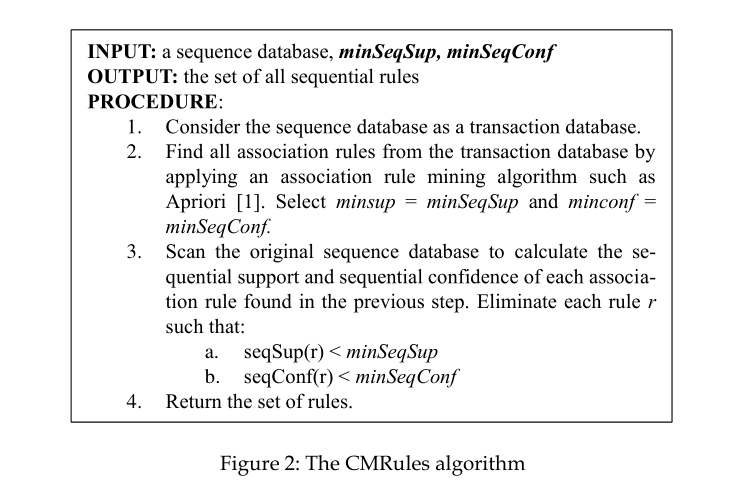 INPUT: a sequence database, minSeqSup, minSeqConf
OUTPUT: the set of all sequential rules
PROCEDURE:
1. Consider the sequence database as a transaction database.
2. Find all association rules from the transaction database by
applying an association rule mining algorithm such as
Apriori [1]. Select minsup = minSeqSup and minconf =
minSeqConf.
3. Scan the original sequence database to calculate the se-
quential support and sequential confidence of each associa-
tion rule found in the previous step. Eliminate each rule r
such that:
a. seqSup(r) < minSeqSup
b. seqConf(r) < minSeqConf
4. Return the set of rules.
Figure 2: The CMRules algorithm